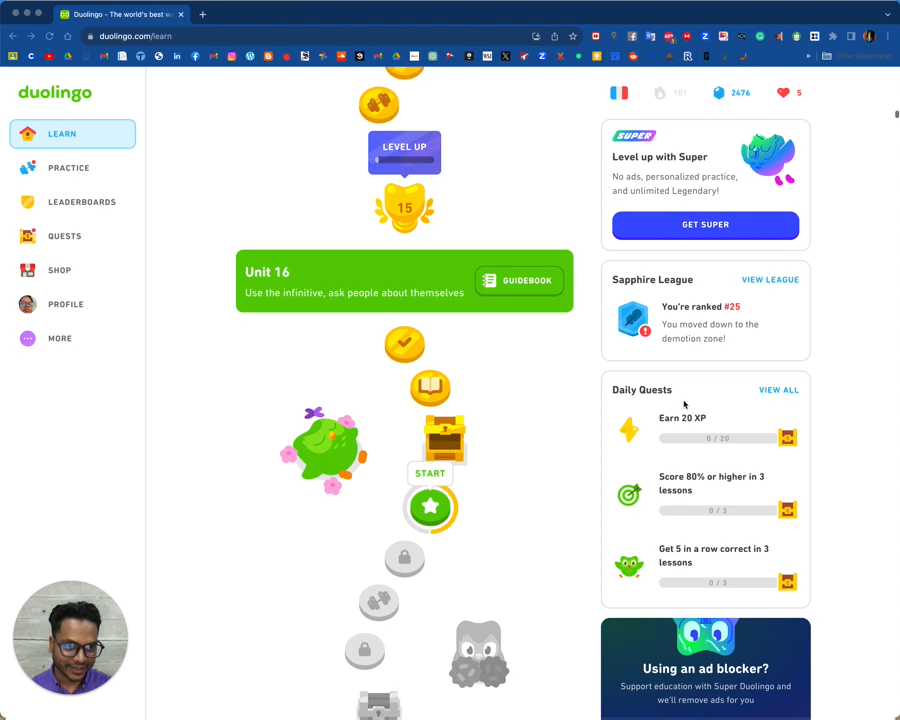 Duolingo - The world's best w
duolingo.com/learn
Other Bookmarks
duolingo
LEARN
PRACTICE
LEADERBOARDS
QUESTS
SHOP
PROFILE
MORE
LEVEL UP
15
Unit 16
Use the infinitive, ask people about themselves
GUIDEBOOK
START
101
2476
5
SUPER
Level up with Super
No ads, personalized practice,
and unlimited Legendary!
GET SUPER
Sapphire League
VIEW LEAGUE
You're ranked #25
You moved down to the
demotion zone!
Daily Quests
VIEW ALL
Earn 20 XP
0 / 20
Score 80% or higher in 3
lessons
0 / 3
Get 5 in a row correct in 3
lessons
0 / 3
Using an ad blocker?
Support education with Super Duolingo and
we'll remove ads for you